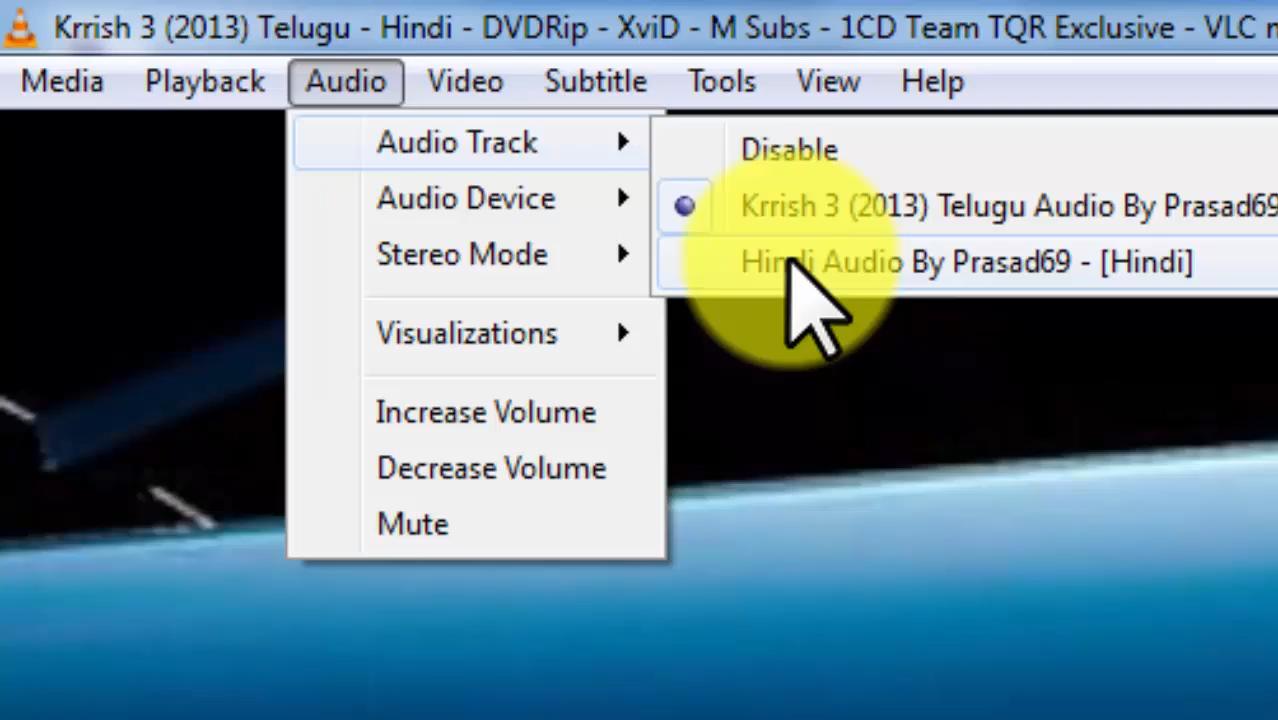 Krrish 3 (2013) Telugu - Hindi - DVDRip - XviD - M Subs - 1CD Team TQR Exclusive - VLC
Media Playback Audio Video Subtitle Tools View Help
Audio Track
Audio Device
Stereo Mode
Visualizations
Increase Volume
Decrease Volume
Mute
Disable
Krrish 3 (2013) Telugu Audio By Prasad69
Hindi Audio By Prasad69 - [Hindi]